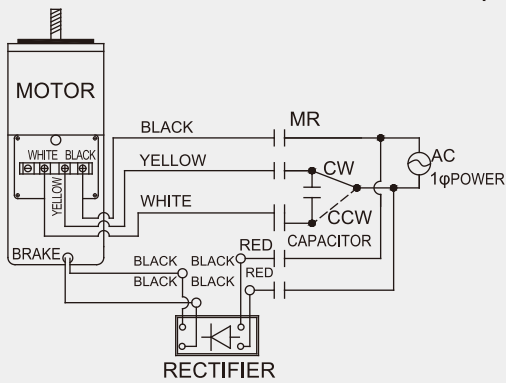 MOTOR
WHITE BLACK
YELLOW
BRAKE
BLACK
YELLOW
WHITE
MR
CW
CCW
CAPACITOR
AC
1φPOWER
BLACK BLACK RED
BLACK BLACK RED
RECTIFIER